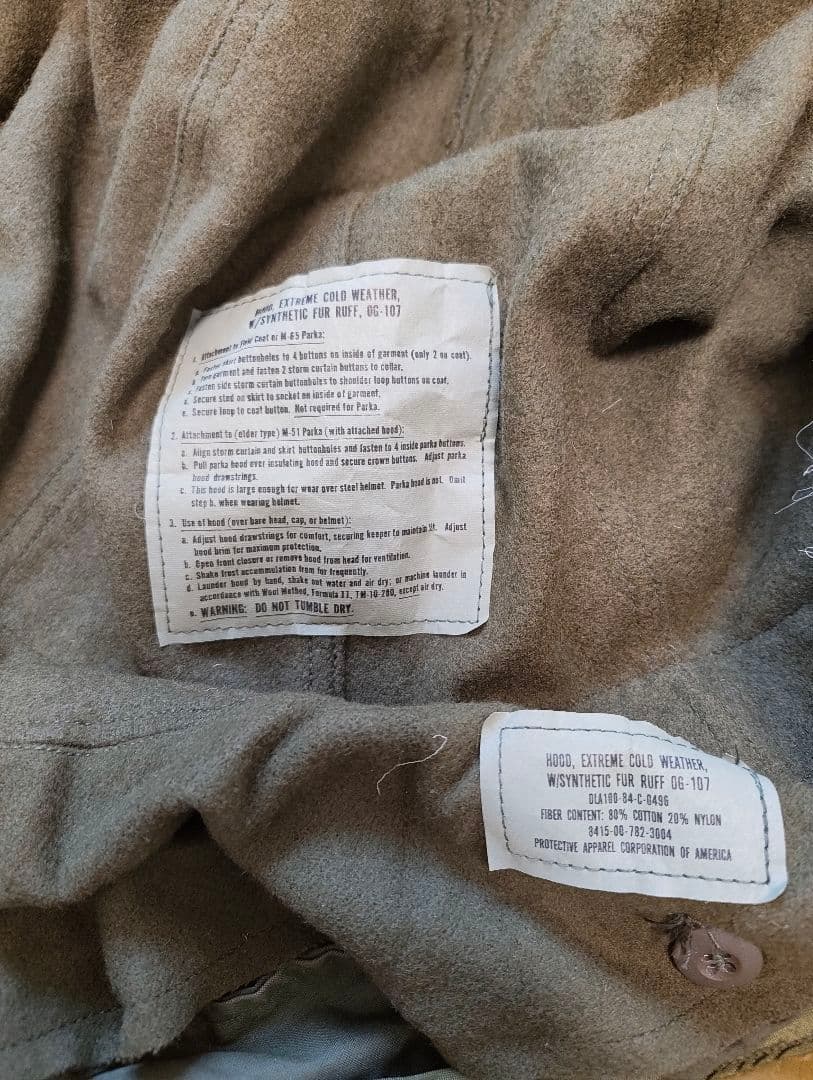 HOOD, EXTREME COLD WEATHER,
W/SYNTHETIC FUR RUFF, OG-107
1. Attachment to Field Coat or M-65 Parka:
a. Fasten skirt buttonholes to 4 buttons on inside of garment (only 2 on coat).
b. garment and fasten 2 storm curtain buttons to collar.
c. Fasten side storm curtain buttonholes to shoulder loop buttons on coat.
d. Secure stud on skirt to socket on inside of garment.
e. Secure loop to coat button. Not required for Parka.
2. Attachment to (older type) M-51 Parka (with attached hood):
a. Align storm curtain and skirt buttonholes and fasten to 4 inside parka buttons.
b. Pull parka hood over insulating hood and secure crown buttons. Adjust parka
hood drawstrings.
c. This hood is large enough for wear over steel helmet. Parka hood is not. Omit
step b. when wearing helmet.
3. Use of hood (over bare head, cap, or helmet):
a. Adjust hood drawstrings for comfort, securing keeper to maintain fit. Adjust
hood brim for maximum protection.
b. Open front closure or remove hood from head for ventilation.
c. Shake frost accummulation from fur frequently.
d. Launder hood by hand, shake out water and air dry; or machine launder in
accordance with Wool Method, Formula II, TM-10-280, except air dry.
e. WARNING: DO NOT TUMBLE DRY.
HOOD, EXTREME COLD WEATHER,
W/SYNTHETIC FUR RUFF OG-107
DLA100-84-C-0496
FIBER CONTENT: 80% COTTON 20% NYLON
8415-00-782-3004
PROTECTIVE APPAREL CORPORATION OF AMERICA